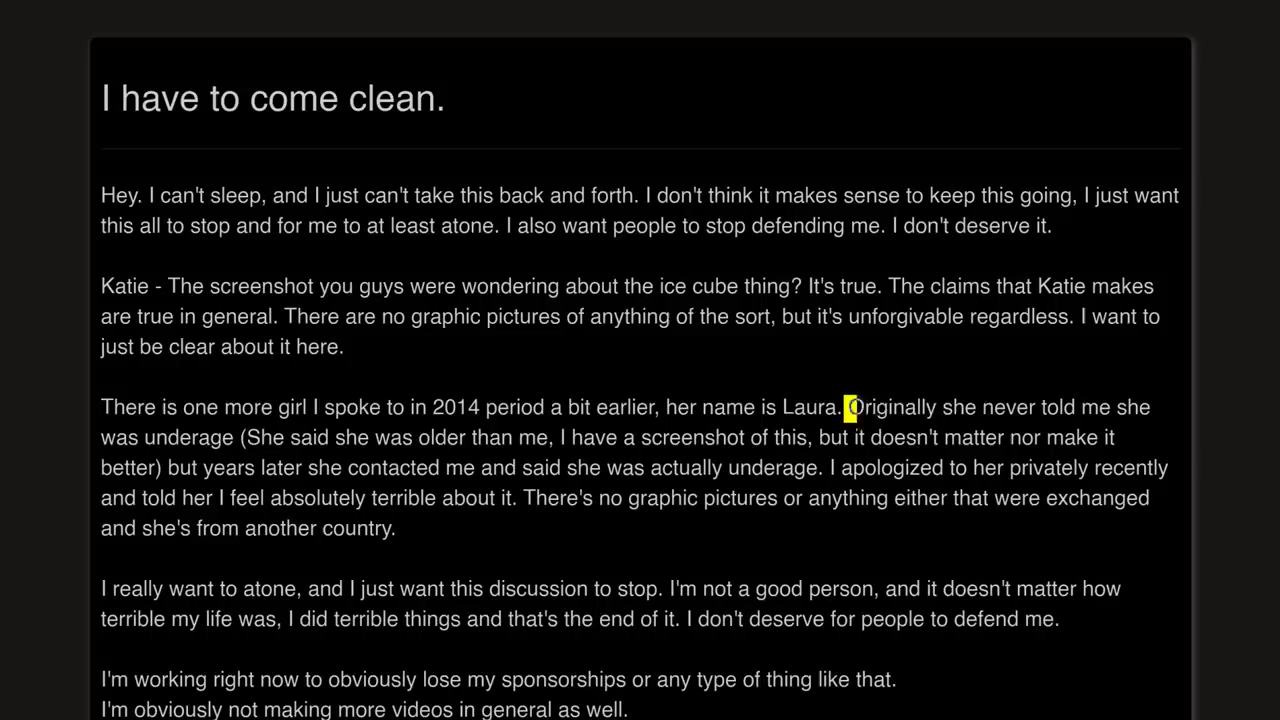 I have to come clean.
Hey. I can't sleep, and I just can't take this back and forth. I don't think it makes sense to keep this going, I just want
this all to stop and for me to at least atone. I also want people to stop defending me. I don't deserve it.
Katie - The screenshot you guys were wondering about the ice cube thing? It's true. The claims that Katie makes
are true in general. There are no graphic pictures of anything of the sort, but it's unforgivable regardless. I want to
just be clear about it here.
There is one more girl I spoke to in 2014 period a bit earlier, her name is Laura. Originally she never told me she
was underage (She said she was older than me, I have a screenshot of this, but it doesn't matter nor make it
better) but years later she contacted me and said she was actually underage. I apologized to her privately recently
and told her I feel absolutely terrible about it. There's no graphic pictures or anything either that were exchanged
and she's from another country.
I really want to atone, and I just want this discussion to stop. I'm not a good person, and it doesn't matter how
terrible my life was, I did terrible things and that's the end of it. I don't deserve for people to defend me.
I'm working right now to obviously lose my sponsorships or any type of thing like that.
I'm obviously not making more videos in general as well.